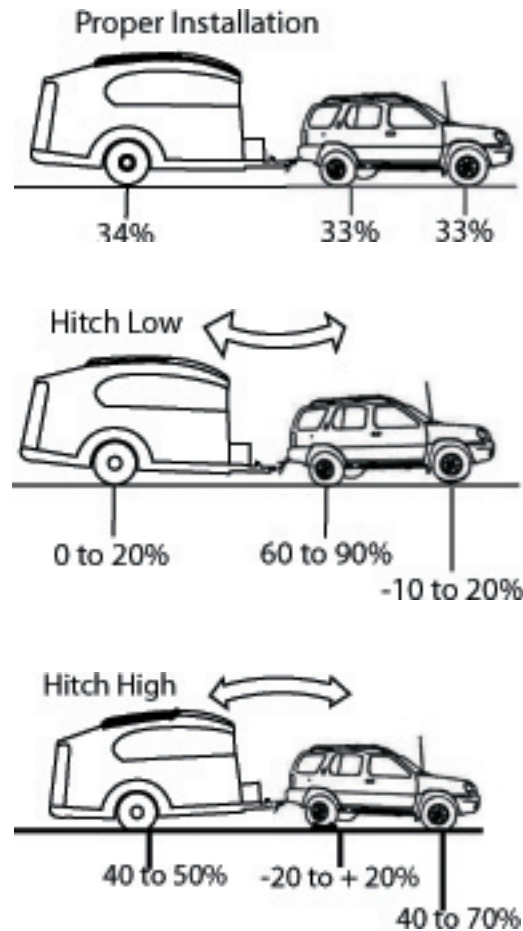 Proper Installation
34% 33% 33%
Hitch Low
0 to 20% 60 to 90%
-10 to 20%
Hitch High
40 to 50% -20 to + 20%
40 to 70%